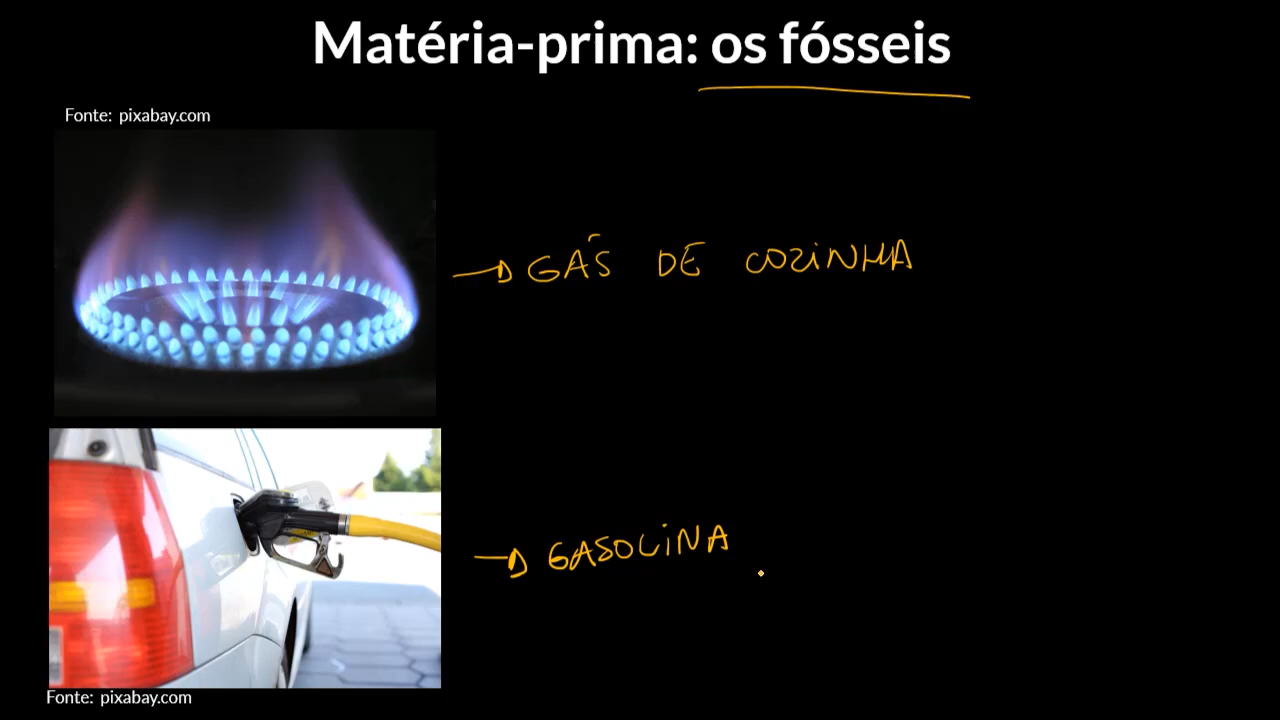 Matéria-prima: os fósseis
Fonte: pixabay.com
GÁS DE COZINHA
GASOLINA
Fonte: pixabay.com